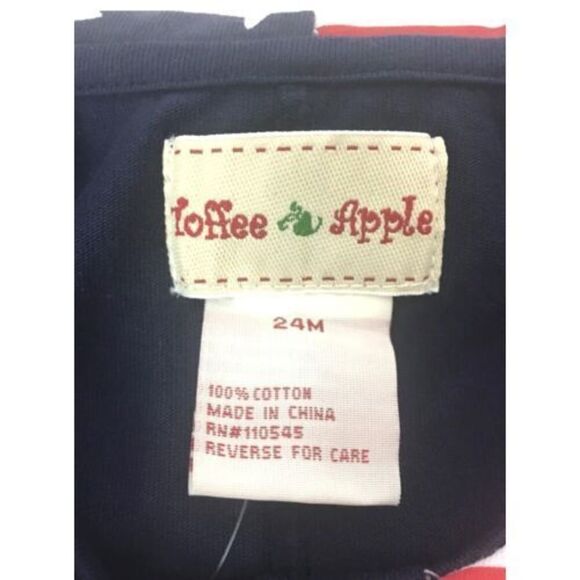 Toffee Apple
24M
100% COTTON
MADE IN CHINA
RN#110545
REVERSE FOR CARE